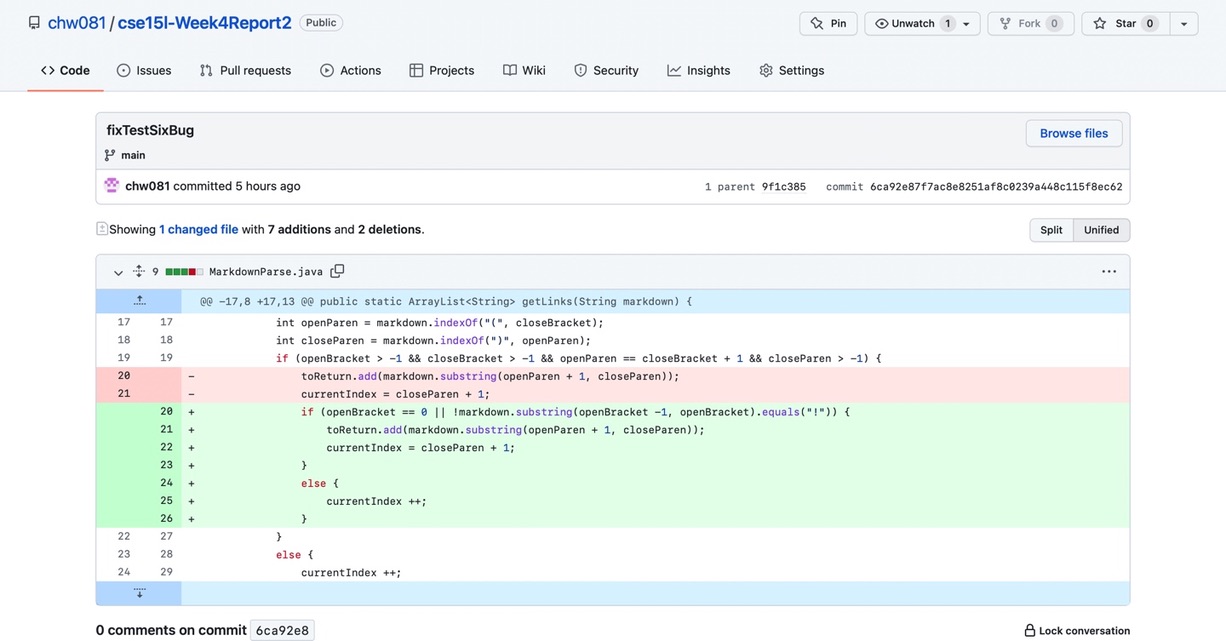 chw081 / cse15l-Week4Report2 Public
Pin Unwatch 1 Fork 0 Star 0
Code Issues Pull requests Actions Projects Wiki Security Insights Settings
fixTestSixBug
Browse files
main
chw081 committed 5 hours ago 1 parent 9f1c385 commit 6ca92e87f7ac8e8251af8c0239a448c115f8ec62
Showing 1 changed file with 7 additions and 2 deletions.
Split Unified
9 MarkdownParse.java
@@ -17,8 +17,13 @@ public static ArrayList<String> getLinks(String markdown) {
17 17 int openParen = markdown.indexOf("(", closeBracket);
18 18 int closeParen = markdown.indexOf(")", openParen);
19 19 if (openBracket > -1 && closeBracket > -1 && openParen == closeBracket + 1 && closeParen > -1) {
20 - toReturn.add(markdown.substring(openParen + 1, closeParen));
21 - currentIndex = closeParen + 1;
20 + if (openBracket == 0 || !markdown.substring(openBracket -1, openBracket).equals("!")) {
21 + toReturn.add(markdown.substring(openParen + 1, closeParen));
22 + currentIndex = closeParen + 1;
23 + }
24 + else {
25 + currentIndex ++;
26 + }
22 27 }
23 28 else {
24 29 currentIndex ++;
0 comments on commit 6ca92e8
Lock conversation